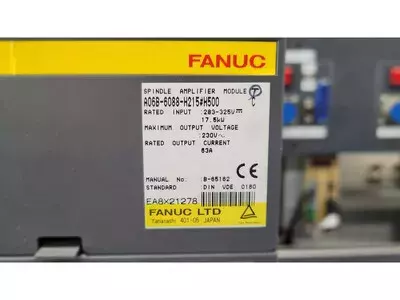 FANUC
SPINDLE AMPLIFIER MODULE
A06B-6088-H215#H500
RATED INPUT :283-325V
17.5kW
MAXIMUM OUTPUT VOLTAGE
:230V~
RATED OUTPUT CURRENT
63A
MANUAL No. B-65162
STANDARD DIN VDE 0160
EA8X21278
FANUC LTD
Yamanashi 401-05 JAPAN
CE